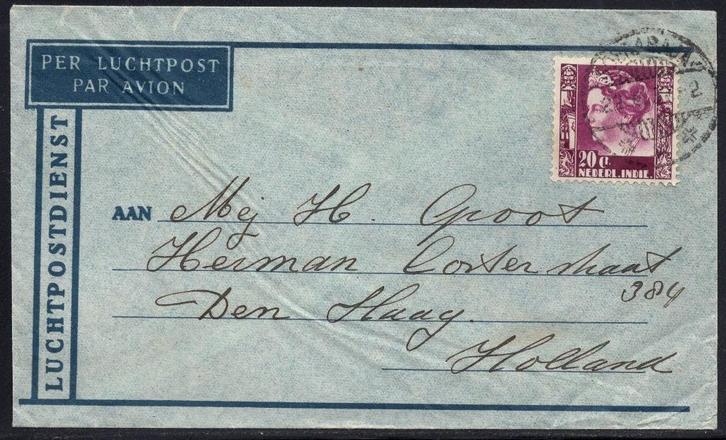 PER LUCHTPOST
PAR AVION
LUCHTPOSTDIENST
20 ct.
NEDERL. INDIE.
AAN Mej H. Groot
Herman Costerstraat
384
Den Haag.
Holland